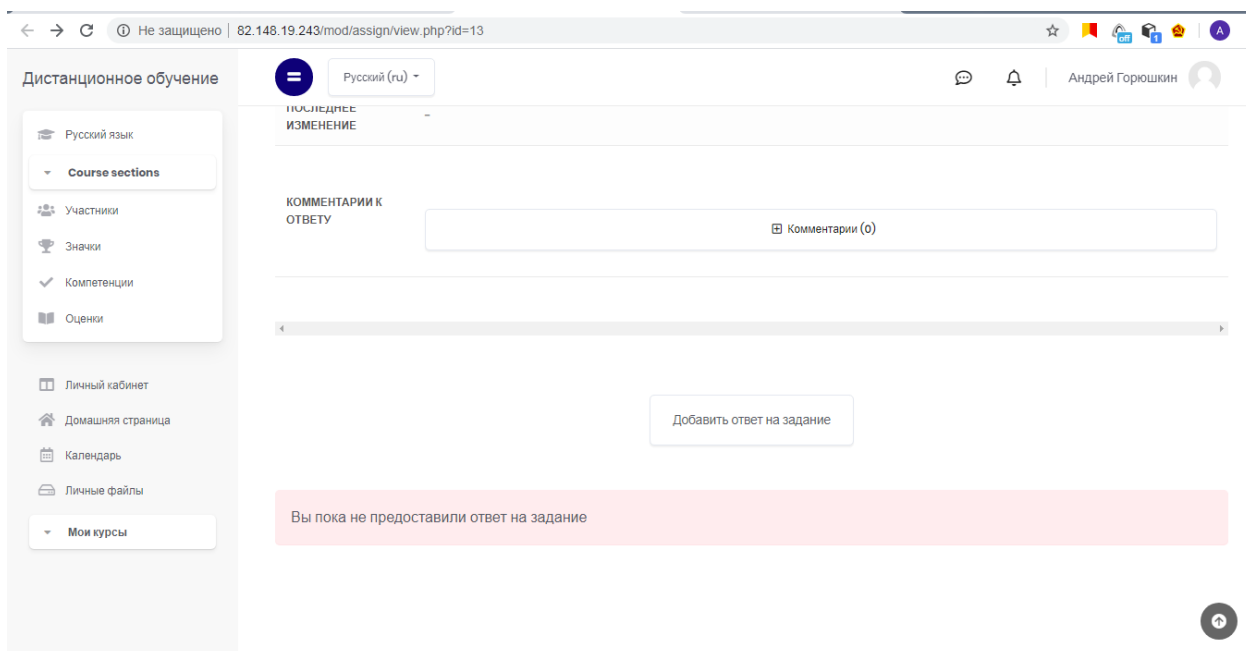 Не защищено | 82.148.19.243/mod/assign/view.php?id=13
off
1
A
Дистанционное обучение
Русский (ru)
Андрей Горюшкин
Русский язык
Course sections
Участники
Значки
Компетенции
Оценки
Личный кабинет
Домашняя страница
Календарь
Личные файлы
Мои курсы
ПОСЛЕДНЕЕ
ИЗМЕНЕНИЕ
-
КОММЕНТАРИИ К
ОТВЕТУ
Комментарии (0)
Добавить ответ на задание
Вы пока не предоставили ответ на задание